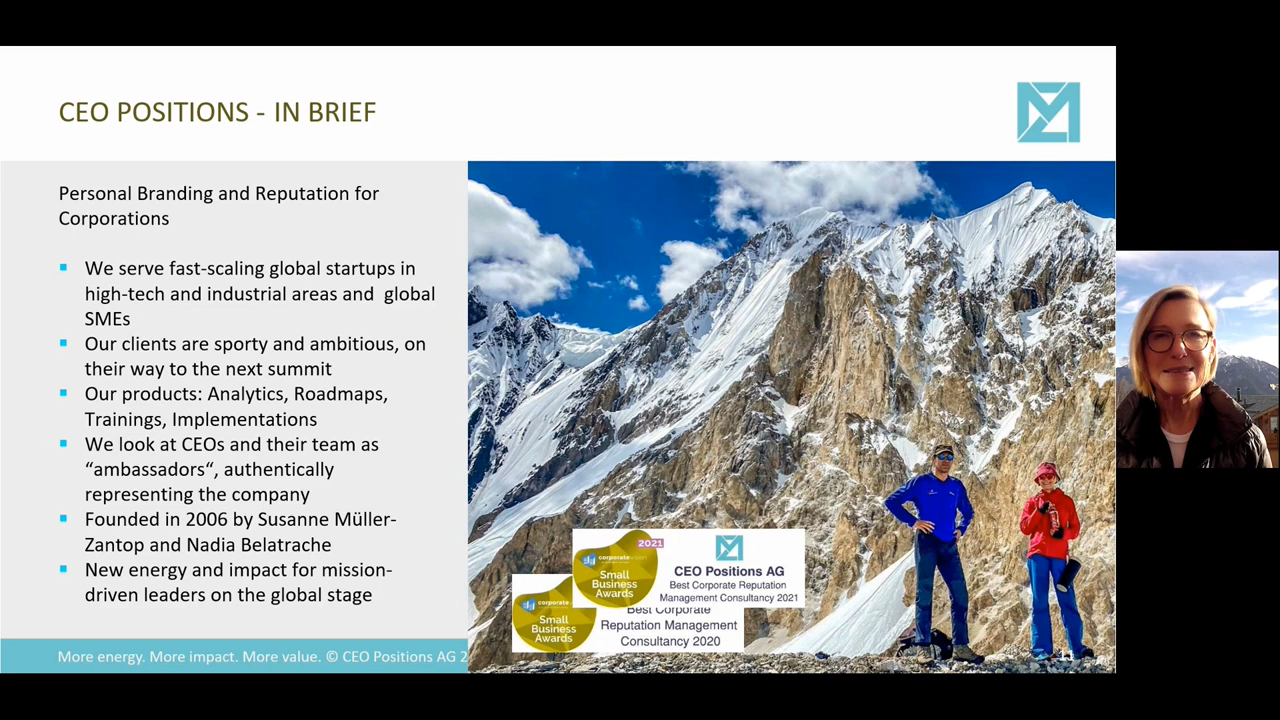 CEO POSITIONS - IN BRIEF
Personal Branding and Reputation for
Corporations
We serve fast-scaling global startups in
high-tech and industrial areas and  global
SMEs
Our clients are sporty and ambitious, on
their way to the next summit
Our products: Analytics, Roadmaps,
Trainings, Implementations
We look at CEOs and their team as
“ambassadors“, authentically
representing the company
Founded in 2006 by Susanne Müller-
Zantop and Nadia Belatrache
New energy and impact for mission-
driven leaders on the global stage
2021
corporatevision
Small
Business
Awards
CEO Positions AG
Best Corporate Reputation
Management Consultancy 2021
corporate
Small
Business
Awards
Best Corporate
Reputation Management
Consultancy 2020
More energy. More impact. More value. © CEO Positions AG 2
11